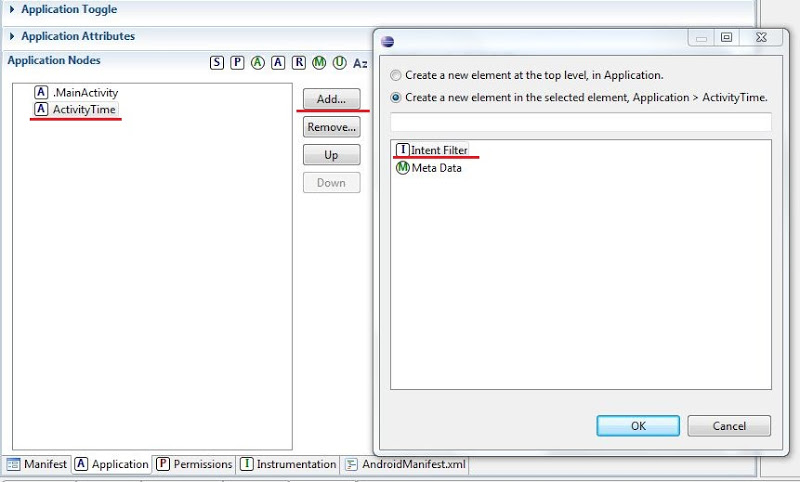 Application Toggle
Application Attributes
Application Nodes
S P A A R M U Az
A .MainActivity
A ActivityTime
Add...
Remove...
Up
Down
Create a new element at the top level, in Application.
Create a new element in the selected element, Application > ActivityTime.
I Intent Filter
M Meta Data
OK
Cancel
Manifest A Application P Permissions I Instrumentation AndroidManifest.xml